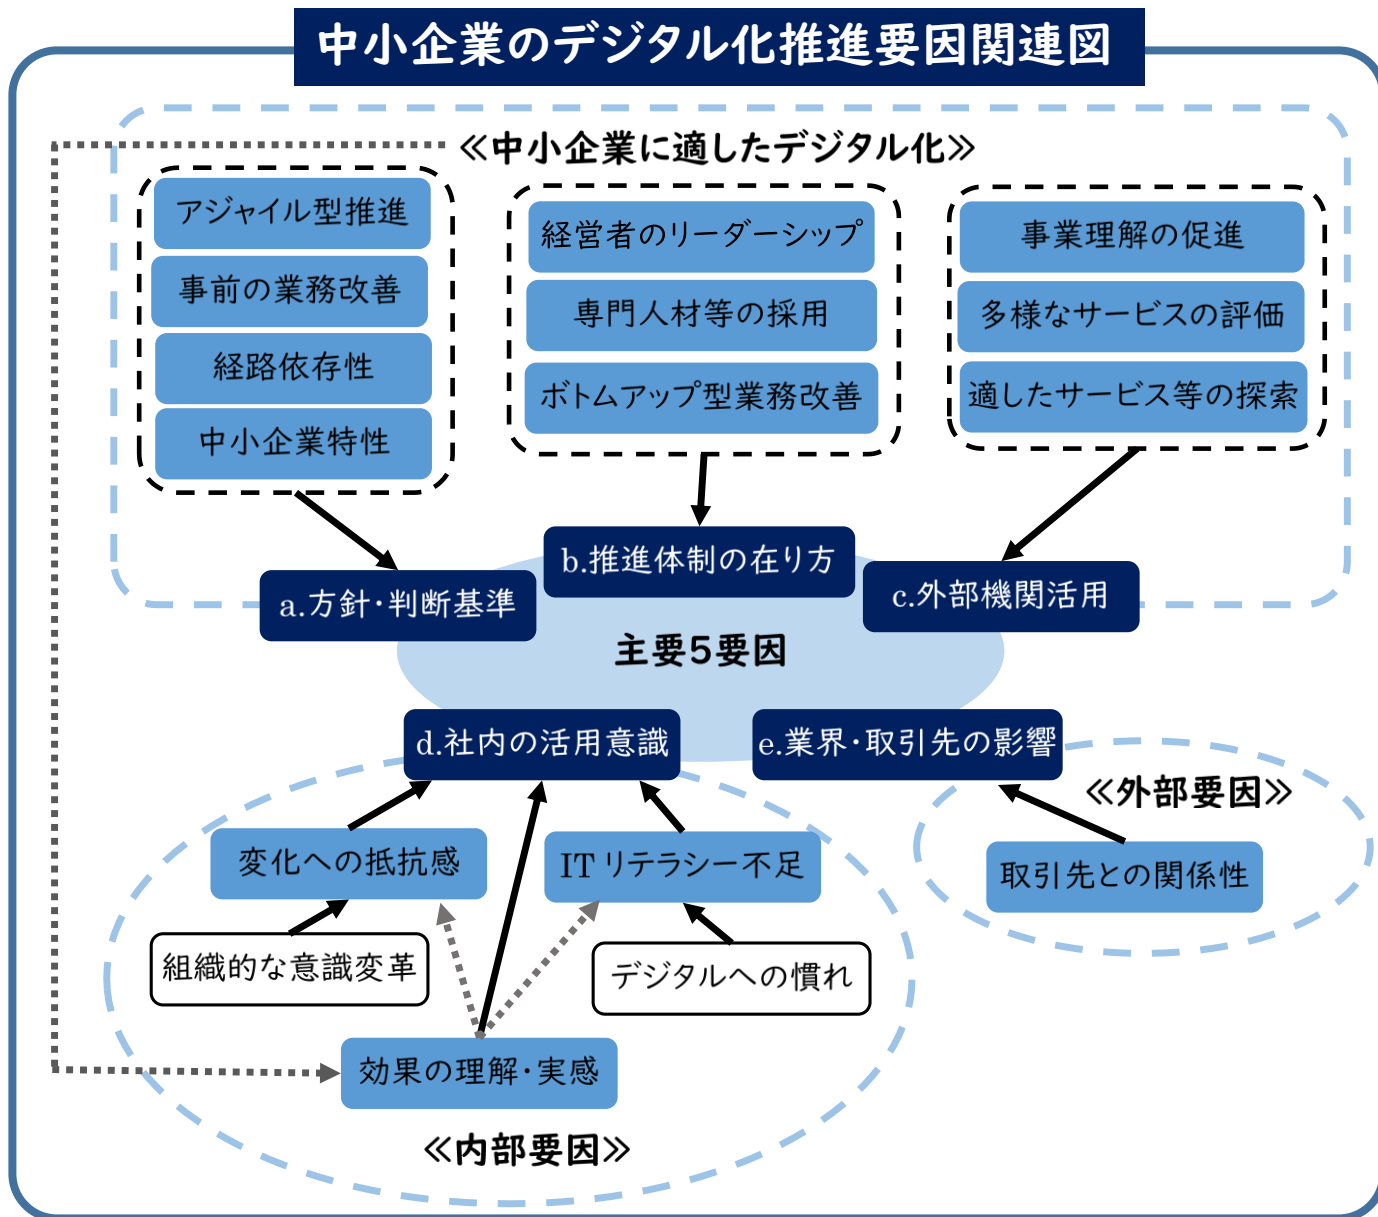 中小企業のデジタル化推進要因関連図
≪中小企業に適したデジタル化≫
アジャイル型推進
事前の業務改善
経路依存性
中小企業特性
経営者のリーダーシップ
専門人材等の採用
ボトムアップ型業務改善
事業理解の促進
多様なサービスの評価
適したサービス等の探索
a.方針・判断基準
b.推進体制の在り方
c.外部機関活用
主要5要因
d.社内の活用意識
e.業界・取引先の影響
≪外部要因≫
変化への抵抗感
ITリテラシー不足
取引先との関係性
組織的な意識変革
デジタルへの慣れ
効果の理解・実感
≪内部要因≫